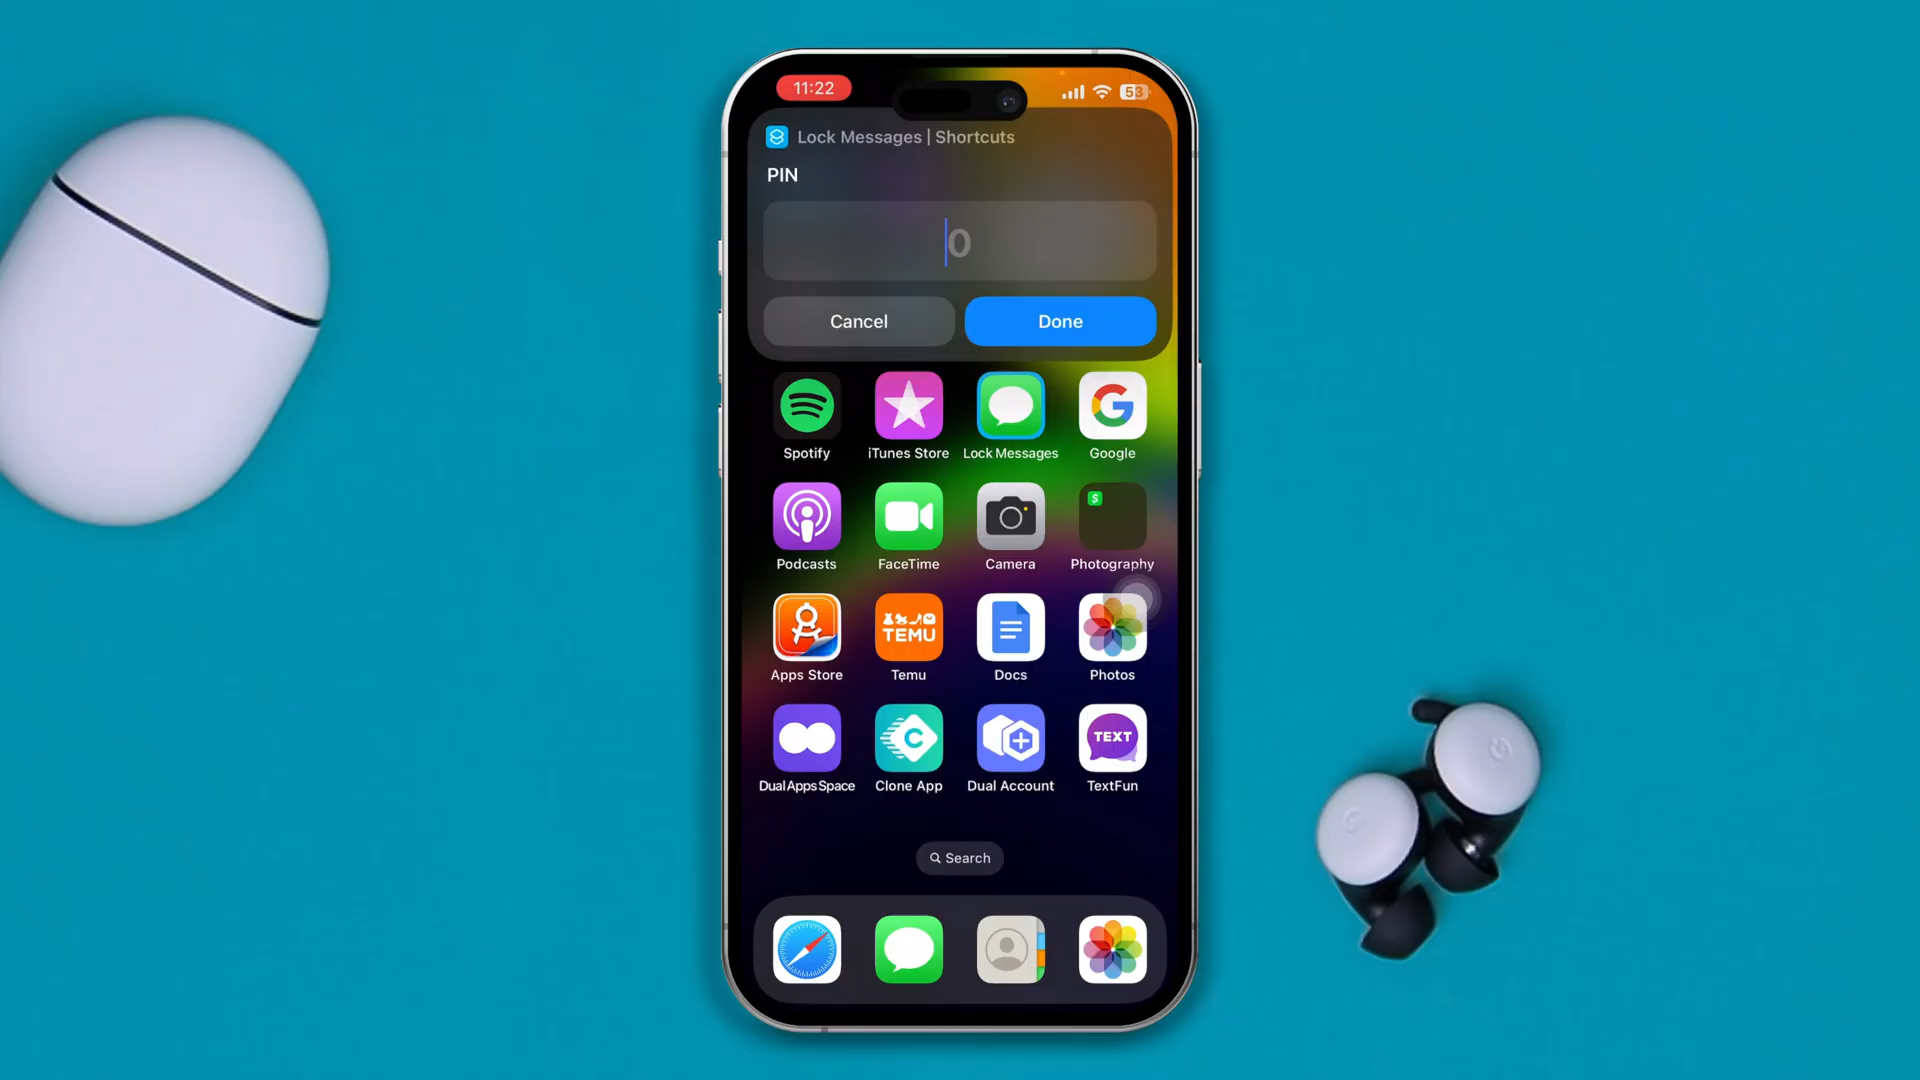 11:22
53
Lock Messages | Shortcuts
PIN
0
Cancel Done
Spotify iTunes Store Lock Messages Google
$
Podcasts FaceTime Camera Photography
TEMU
Apps Store Temu Docs Photos
C
TEXT
DualAppsSpace Clone App Dual Account TextFun
Search